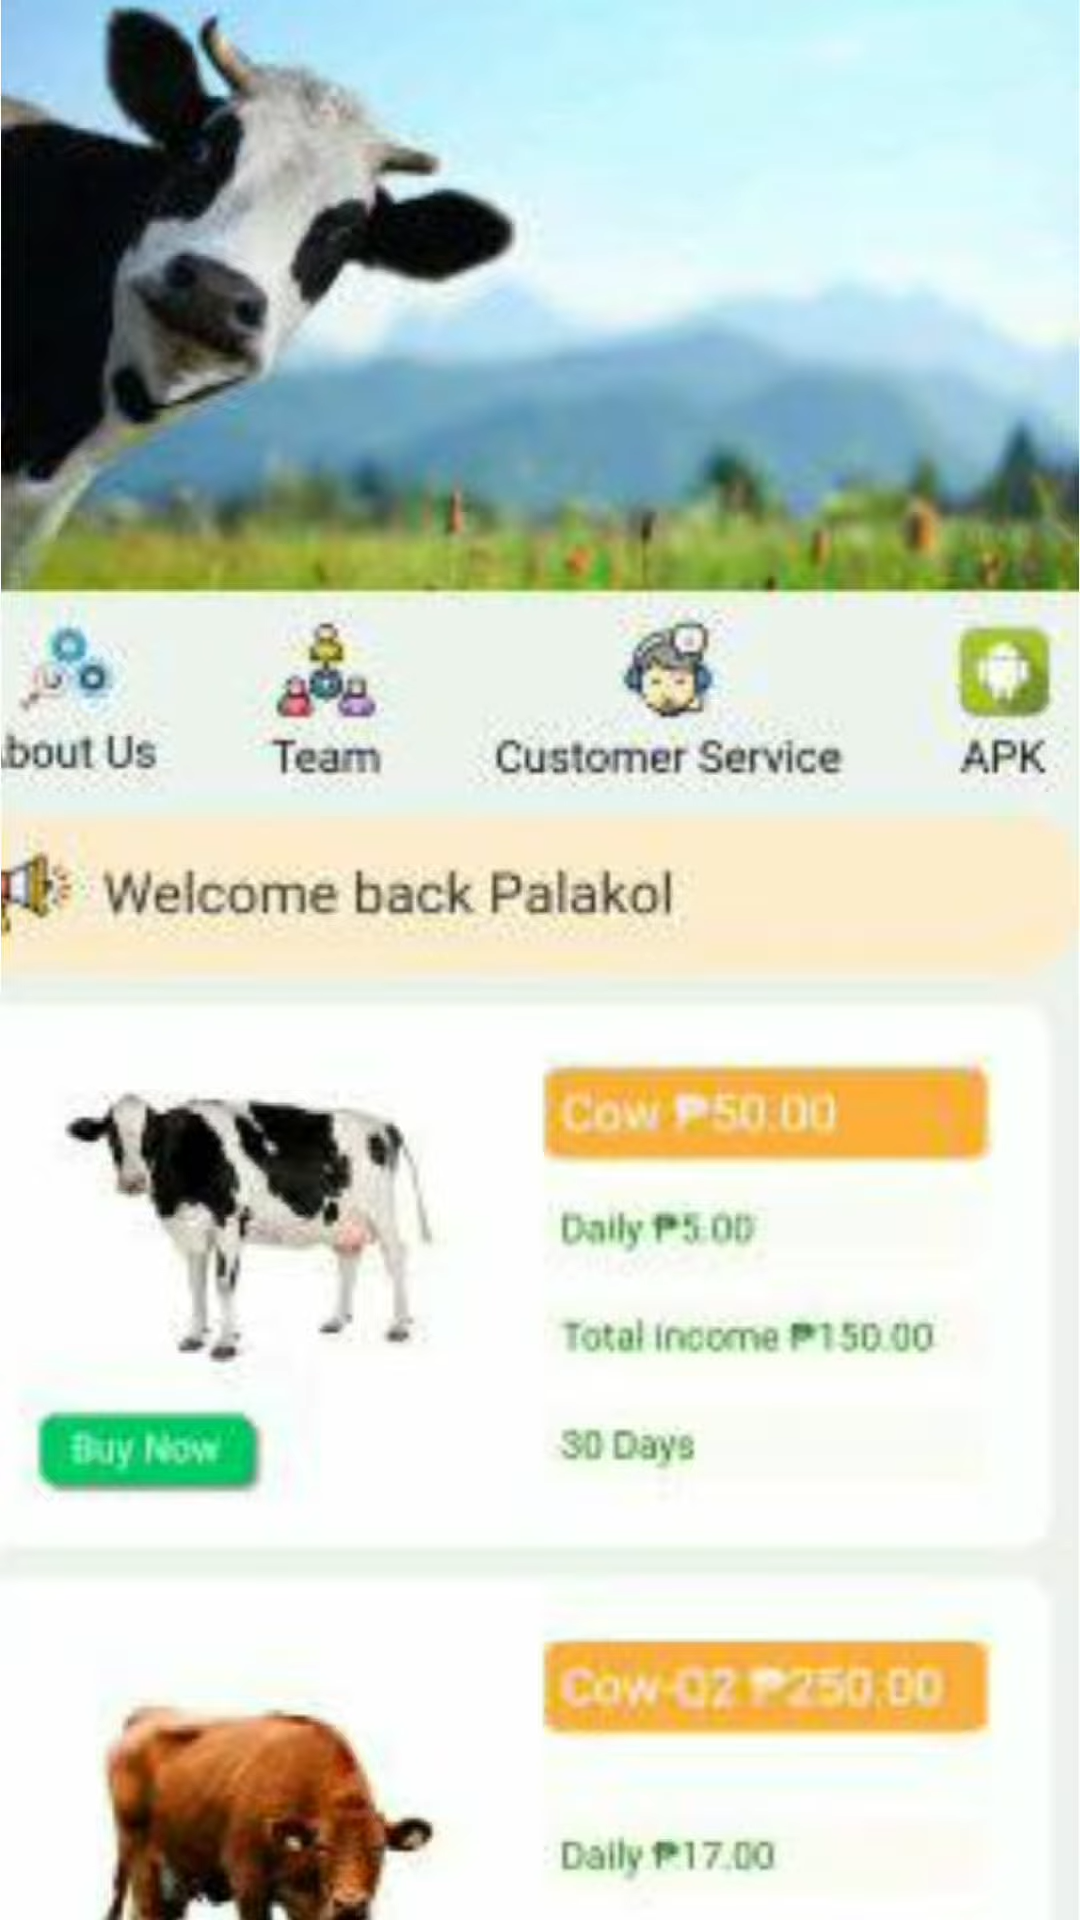 bout Us
Team
Customer Service
APK
Welcome back Palakol
Cow ₱50.00
Daily ₱5.00
Total Income ₱150.00
30 Days
Buy Now
Cow-02 ₱250.00
Daily ₱17.00